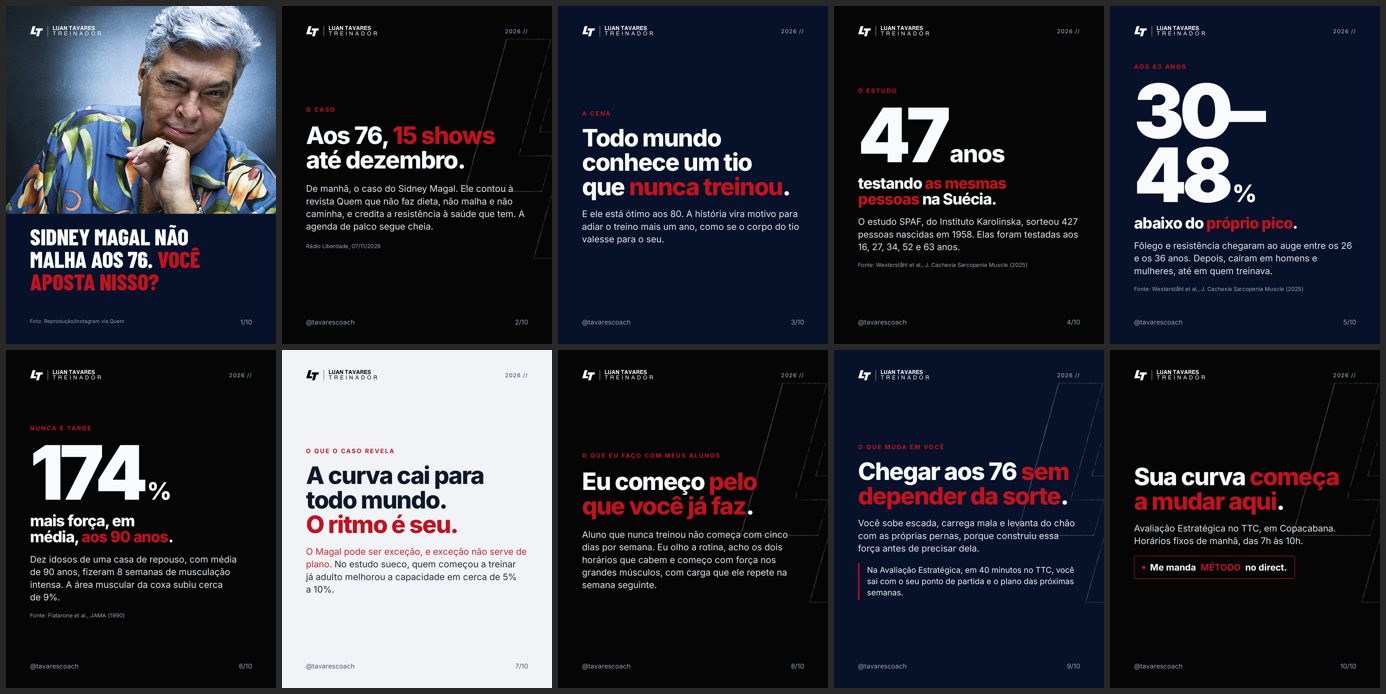 LT | LUAN TAVARES
TREINADOR
SIDNEY MAGAL NÃO
MALHA AOS 76. VOCÊ
APOSTA NISSO?
Foto: Reprodução/Instagram via Quem
1/10
LT | LUAN TAVARES
TREINADOR
2026 //
O CASO
Aos 76, 15 shows
até dezembro.
De manhã, o caso do Sidney Magal. Ele contou à
revista Quem que não faz dieta, não malha e não
caminha, e credita a resistência à saúde que tem. A
agenda de palco segue cheia.
Rádio Liberdade, 07/11/2026
@tavarescoach
2/10
LT | LUAN TAVARES
TREINADOR
2026 //
A CENA
Todo mundo
conhece um tio
que nunca treinou.
E ele está ótimo aos 80. A história vira motivo para
adiar o treino mais um ano, como se o corpo do tio
valesse para o seu.
@tavarescoach
3/10
LT | LUAN TAVARES
TREINADOR
2026 //
O ESTUDO
47 anos
testando as mesmas
pessoas na Suécia.
O estudo SPAF, do Instituto Karolinska, sorteou 427
pessoas nascidas em 1958. Elas foram testadas aos
16, 27, 34, 52 e 63 anos.
Fonte: Westerståhl et al., J. Cachexia Sarcopenia Muscle (2025)
@tavarescoach
4/10
LT | LUAN TAVARES
TREINADOR
2026 //
AOS 63 ANOS
30–
48%
abaixo do próprio pico.
Fôlego e resistência chegaram ao auge entre os 26
e os 36 anos. Depois, caíram em homens e
mulheres, até em quem treinava.
Fonte: Westerståhl et al., J. Cachexia Sarcopenia Muscle (2025)
@tavarescoach
5/10
LT | LUAN TAVARES
TREINADOR
2026 //
NUNCA É TARDE
174%
mais força, em
média, aos 90 anos.
Dez idosos de uma casa de repouso, com média
de 90 anos, fizeram 8 semanas de musculação
intensa. A área muscular da coxa subiu cerca
de 9%.
Fonte: Fiatarone et al., JAMA (1990)
@tavarescoach
6/10
LT | LUAN TAVARES
TREINADOR
2026 //
O QUE O CASO REVELA
A curva cai para
todo mundo.
O ritmo é seu.
O Magal pode ser exceção, e exceção não serve de
plano. No estudo sueco, quem começou a treinar
já adulto melhorou a capacidade em cerca de 5%
a 10%.
@tavarescoach
7/10
LT | LUAN TAVARES
TREINADOR
2026 //
O QUE EU FAÇO COM MEUS ALUNOS
Eu começo pelo
que você já faz.
Aluno que nunca treinou não começa com cinco
dias por semana. Eu olho a rotina, acho os dois
horários que cabem e começo com força nos
grandes músculos, com carga que ele repete na
semana seguinte.
@tavarescoach
8/10
LT | LUAN TAVARES
TREINADOR
2026 //
O QUE MUDA EM VOCÊ
Chegar aos 76 sem
depender da sorte.
Você sobe escada, carrega mala e levanta do chão
com as próprias pernas, porque construiu essa
força antes de precisar dela.
Na Avaliação Estratégica, em 40 minutos no TTC, você
sai com o seu ponto de partida e o plano das próximas
semanas.
@tavarescoach
9/10
LT | LUAN TAVARES
TREINADOR
2026 //
Sua curva começa
a mudar aqui.
Avaliação Estratégica no TTC, em Copacabana.
Horários fixos de manhã, das 7h às 10h.
• Me manda MÉTODO no direct.
@tavarescoach
10/10